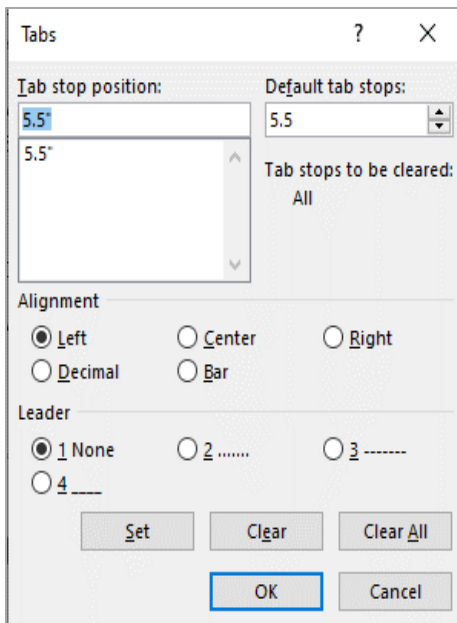 Tabs ? X
Tab stop position: Default tab stops:
5.5" 5.5
5.5"
Tab stops to be cleared:
All
Alignment
Left Center Right
Decimal Bar
Leader
1 None 2 ....... 3 -------
4 ____
Set Clear Clear All
OK Cancel